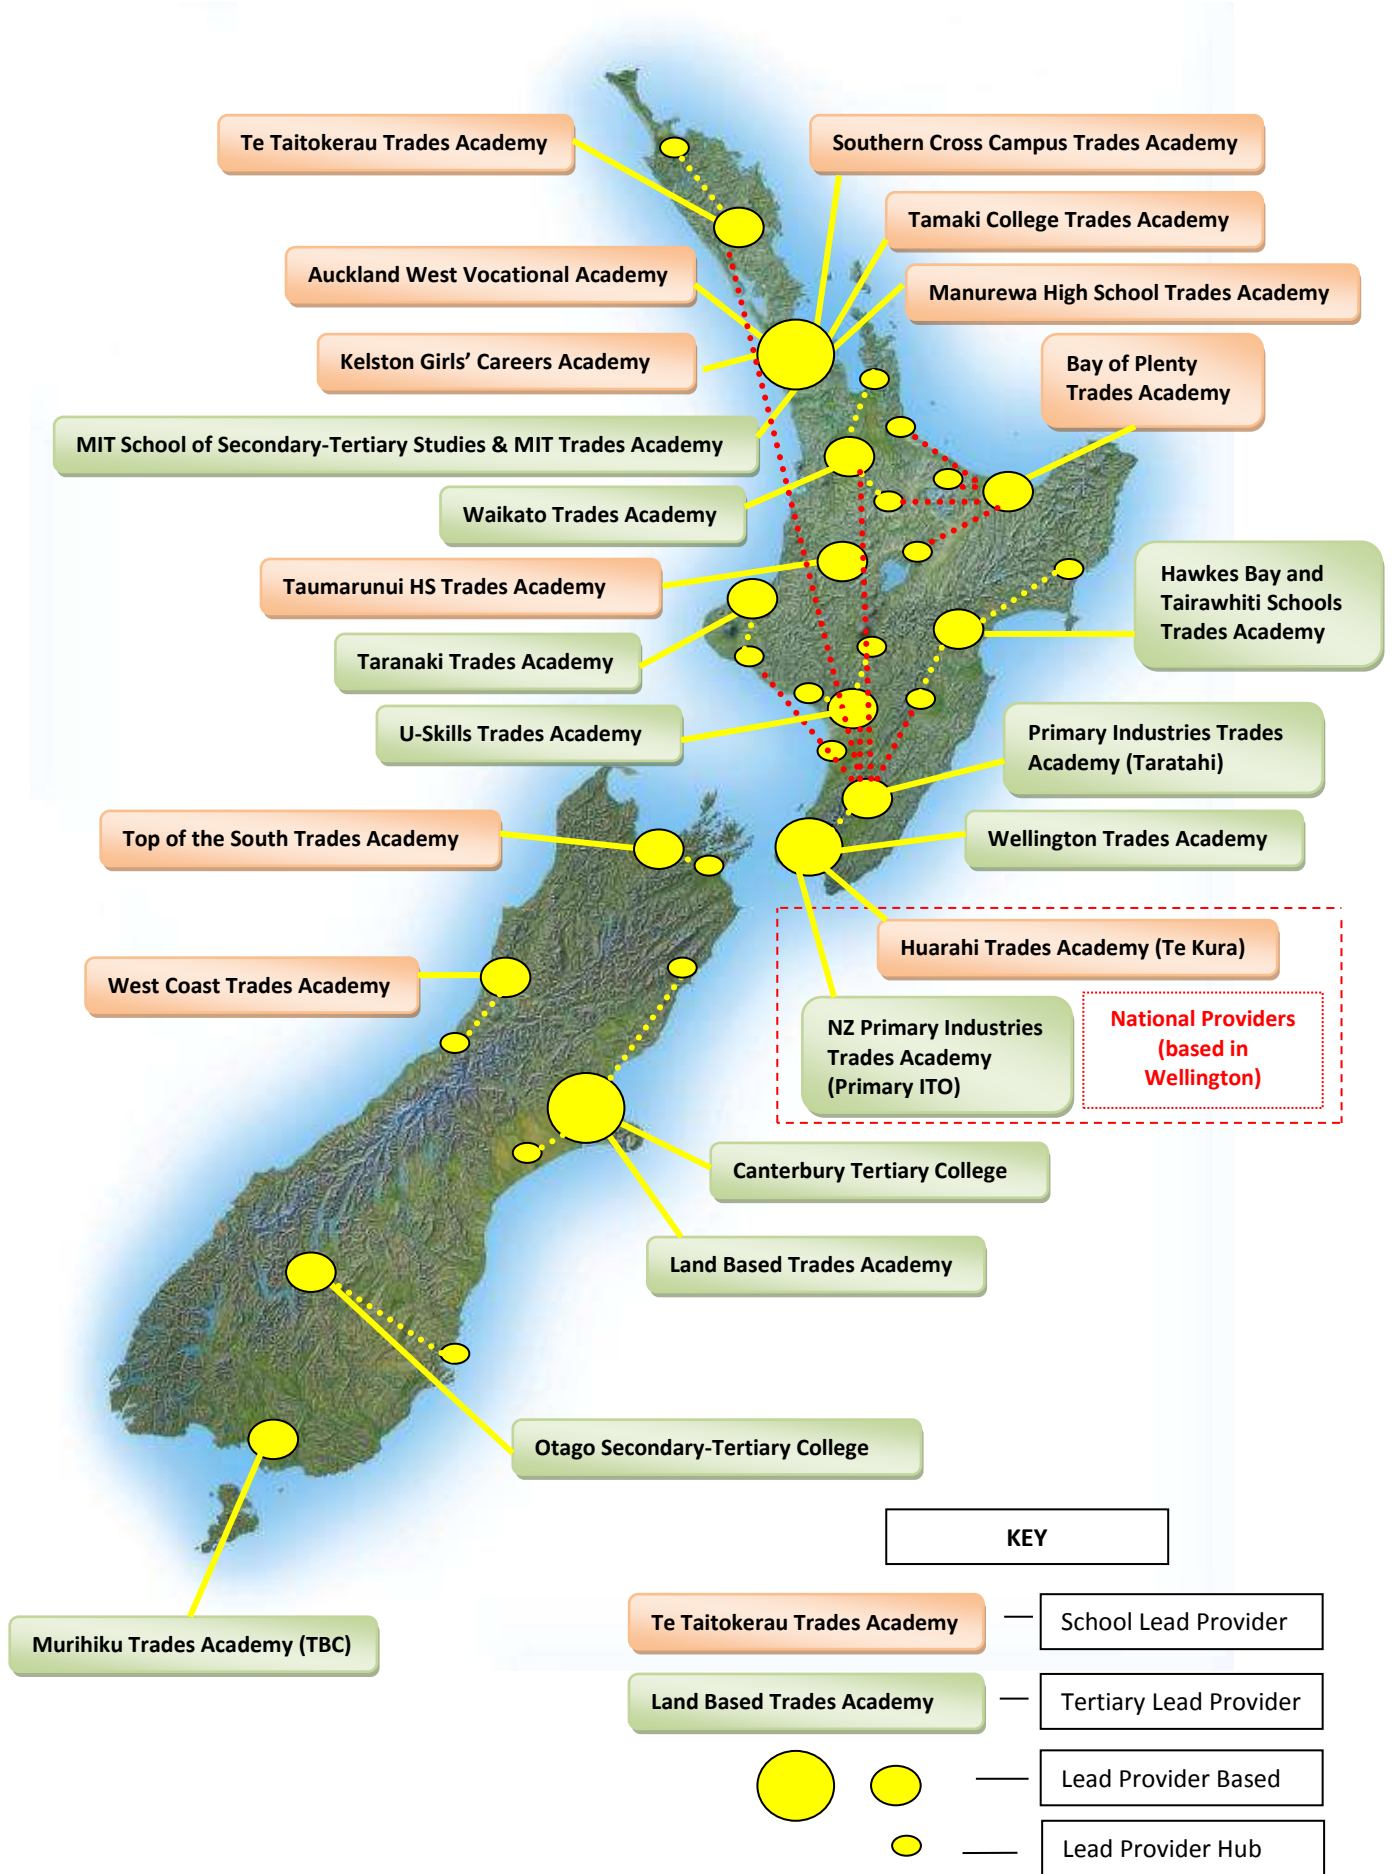 Te Taitokerau Trades Academy
Southern Cross Campus Trades Academy
Tamaki College Trades Academy
Auckland West Vocational Academy
Manurewa High School Trades Academy
Kelston Girls’ Careers Academy
Bay of Plenty
Trades Academy
MIT School of Secondary-Tertiary Studies & MIT Trades Academy
Waikato Trades Academy
Taumarunui HS Trades Academy
Hawkes Bay and
Tairawhiti Schools
Trades Academy
Taranaki Trades Academy
U-Skills Trades Academy
Primary Industries Trades
Academy (Taratahi)
Top of the South Trades Academy
Wellington Trades Academy
Huarahi Trades Academy (Te Kura)
West Coast Trades Academy
NZ Primary Industries
Trades Academy
(Primary ITO)
National Providers
(based in
Wellington)
Canterbury Tertiary College
Land Based Trades Academy
Otago Secondary-Tertiary College
Murihiku Trades Academy (TBC)
KEY
Te Taitokerau Trades Academy
School Lead Provider
Land Based Trades Academy
Tertiary Lead Provider
Lead Provider Based
Lead Provider Hub